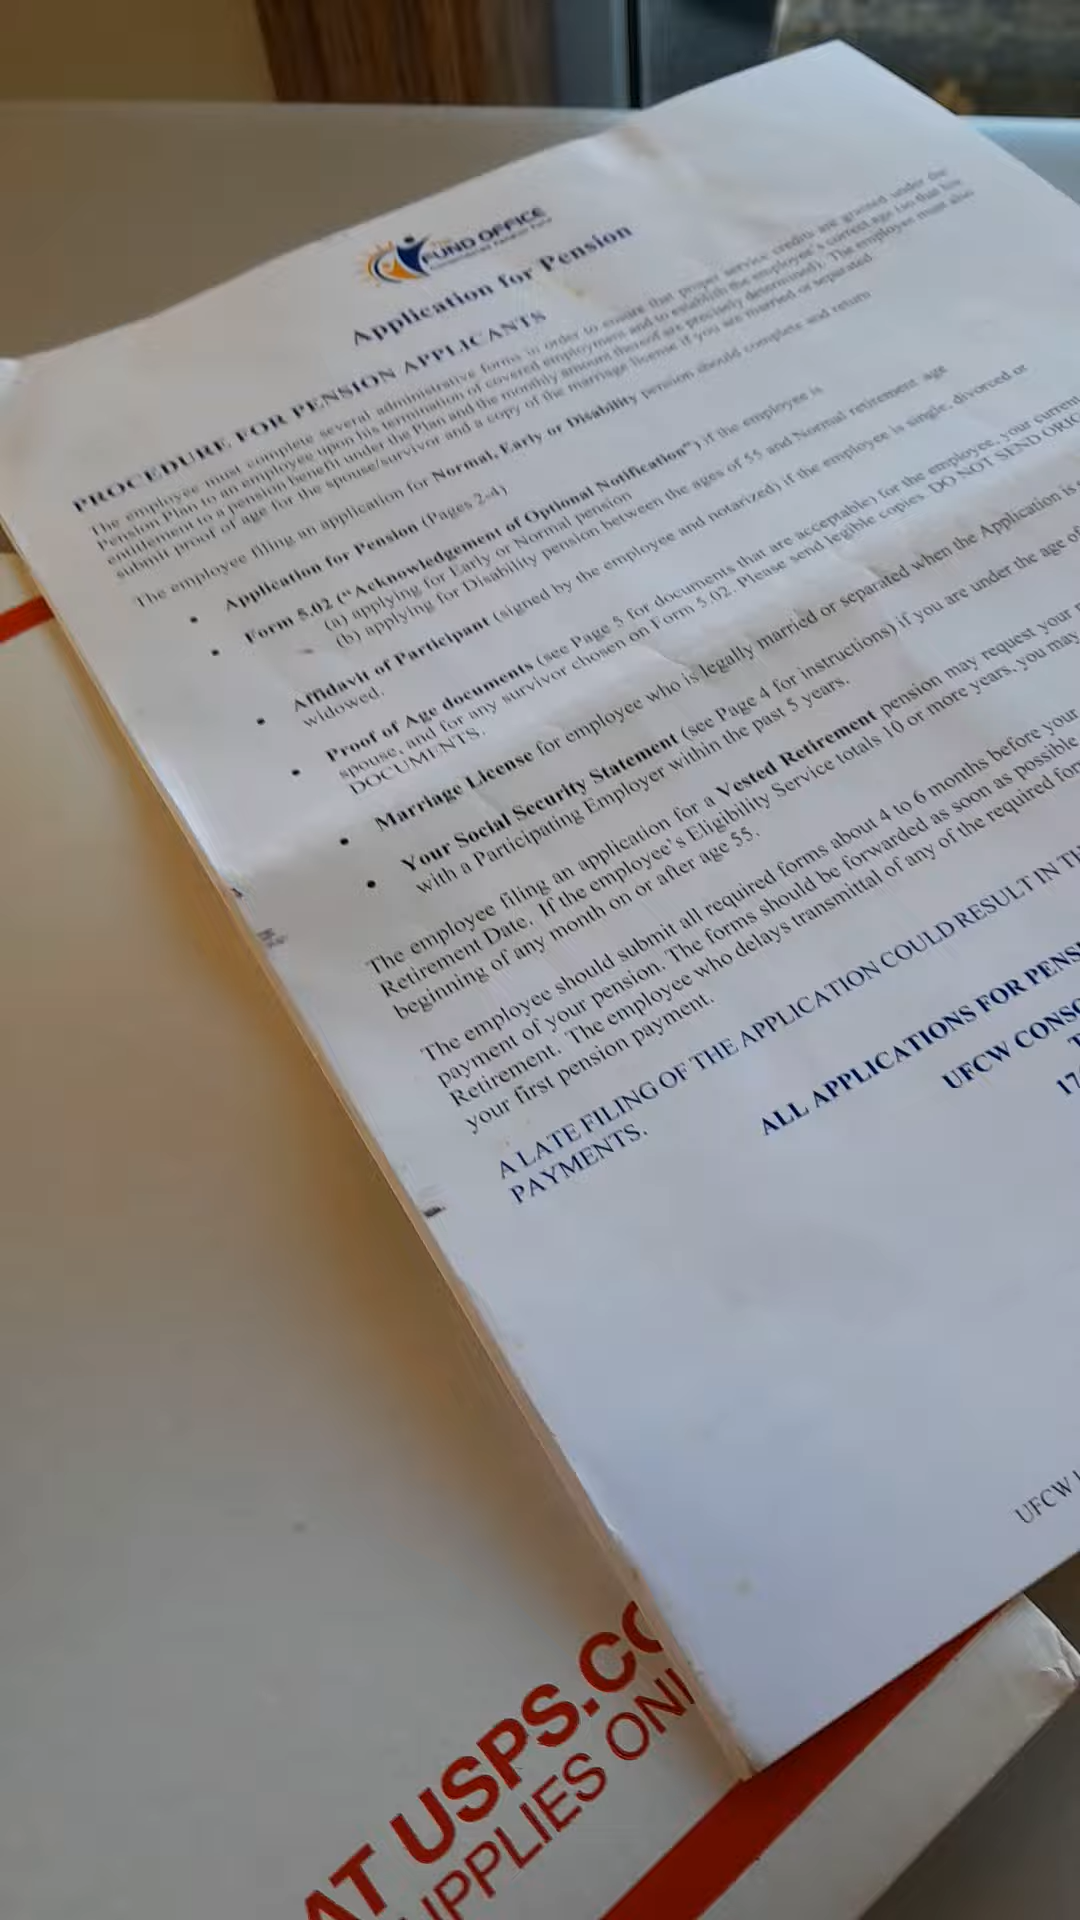 FUND OFFICE
Application for Pension
PROCEDURE FOR PENSION APPLICANTS
The employee must complete several administrative forms in order to ensure that proper service credits are granted under the
Pension Plan to an employee upon his termination of covered employment and to establish the employee's correct age (so that his
entitlement to a pension benefit under the Plan and the monthly amount thereof are precisely determined). The employee must also
submit proof of age for the spouse/survivor and a copy of the marriage license if you are married or separated.
The employee filing an application for Normal, Early or Disability pension should complete and return
• Application for Pension (Pages 2-4)
• Form 5.02 ("Acknowledgement of Optional Notification") if the employee is
(a) applying for Early or Normal pension
(b) applying for Disability pension between the ages of 55 and Normal retirement age
• Affidavit of Participant (signed by the employee and notarized) if the employee is single, divorced or
widowed.
• Proof of Age documents (see Page 5 for documents that are acceptable) for the employee, your current
spouse, and for any survivor chosen on Form 5.02. Please send legible copies. DO NOT SEND
DOCUMENTS.
• Marriage License for employee who is legally married or separated when the Application is
• Your Social Security Statement (see Page 4 for instructions) if you are under the age of
with a Participating Employer within the past 5 years.
The employee filing an application for a Vested Retirement pension may request your
Retirement Date. If the employee's Eligibility Service totals 10 or more years, you may
beginning of any month on or after age 55.
The employee should submit all required forms about 4 to 6 months before your
payment of your pension. The forms should be forwarded as soon as possible
Retirement. The employee who delays transmittal of any of the required
your first pension payment.
A LATE FILING OF THE APPLICATION COULD RESULT IN
PAYMENTS.
ALL APPLICATIONS FOR
UFCW
17
UFCW
AT USPS.CO